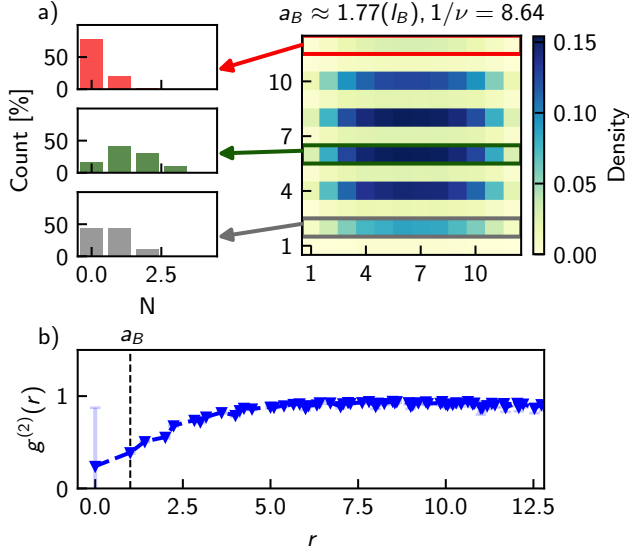 a)
a_B ≈ 1.77(l_B), 1/ν = 8.64
50
0
50
0
50
0
0.0 2.5
N
Count [%]
10
7
4
1
1 4 7 10
0.15
0.10
0.05
0.00
Density
b)
a_B
1
0
g^{(2)}(r)
0.0 2.5 5.0 7.5 10.0 12.5
r